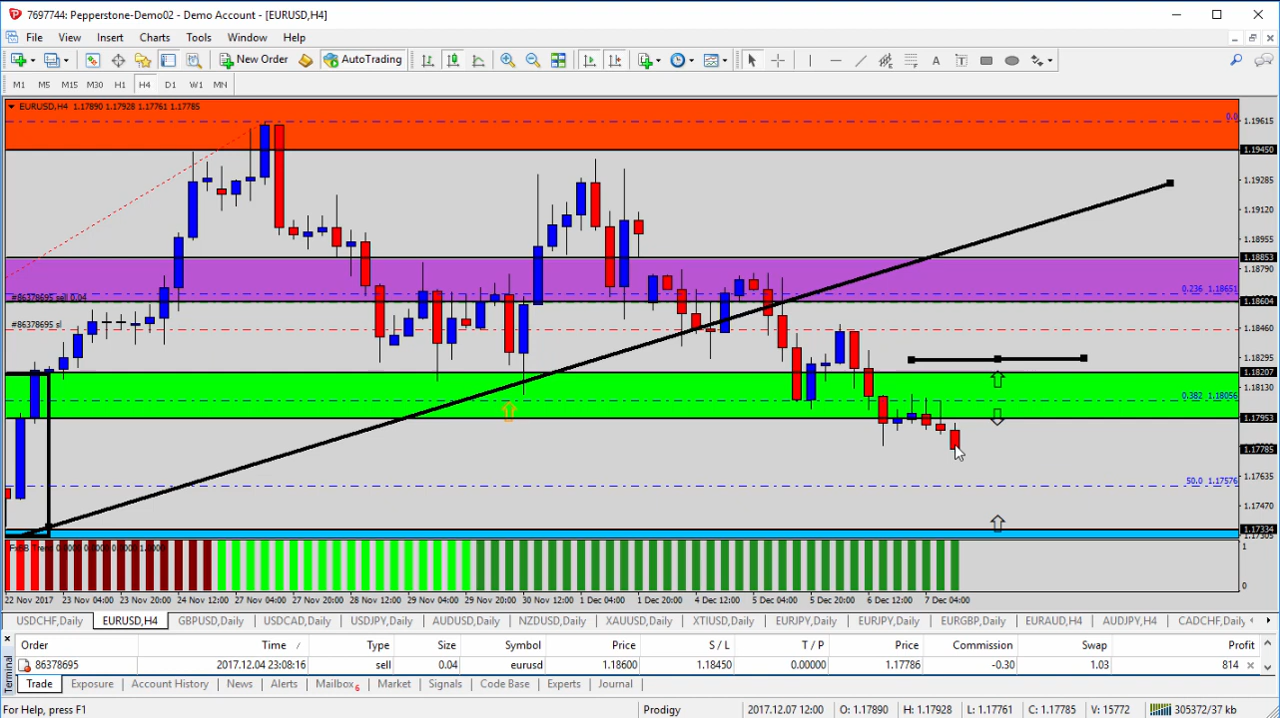 7697744: Pepperstone-Demo02 - Demo Account - [EURUSD,H4]
File View Insert Charts Tools Window Help
New Order AutoTrading
M1 M5 M15 M30 H1 H4 D1 W1 MN
EURUSD,H4 1.17890 1.17928 1.17761 1.17785
0.0
1.19615
1.19450
1.19285
1.19120
1.18955
1.18853
1.18790
0.236 1.18651
#86378695 sell 0.04
1.18604
#86378695 sl
1.18460
1.18295
1.18207
1.18130
0.382 1.18056
1.17953
1.17785
1.17635
50.0 1.17576
1.17470
1.17334
1.17305
1
0
22 Nov 2017 23 Nov 04:00 23 Nov 20:00 24 Nov 12:00 27 Nov 04:00 27 Nov 20:00 28 Nov 12:00 29 Nov 04:00 29 Nov 20:00 30 Nov 12:00 1 Dec 04:00 1 Dec 20:00 4 Dec 12:00 5 Dec 04:00 5 Dec 20:00 6 Dec 12:00 7 Dec 04:00
USDCHF,Daily EURUSD,H4 GBPUSD,Daily USDCAD,Daily USDJPY,Daily AUDUSD,Daily NZDUSD,Daily XAUUSD,Daily XTIUSD,Daily EURJPY,Daily EURJPY,Daily EURGBP,Daily EURAUD,H4 AUDJPY,H4 CADCHF,Daily
Order Time / Type Size Symbol Price S / L T / P Price Commission Swap Profit
86378695 2017.12.04 23:08:16 sell 0.04 eurusd 1.18600 1.18450 0.00000 1.17786 -0.30 1.03 814
Terminal
Trade Exposure Account History News Alerts Mailbox 6 Market Signals Code Base Experts Journal
For Help, press F1 Prodigy 2017.12.07 12:00 O: 1.17890 H: 1.17928 L: 1.17761 C: 1.17785 V: 15772 305372/37 kb